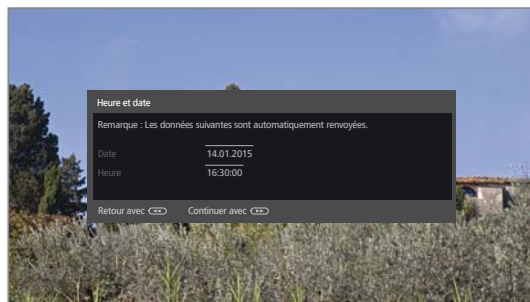 Heure et date
Remarque : Les données suivantes sont automatiquement renvoyées.
Date 14.01.2015
Heure 16:30:00
Retour avec Continuer avec